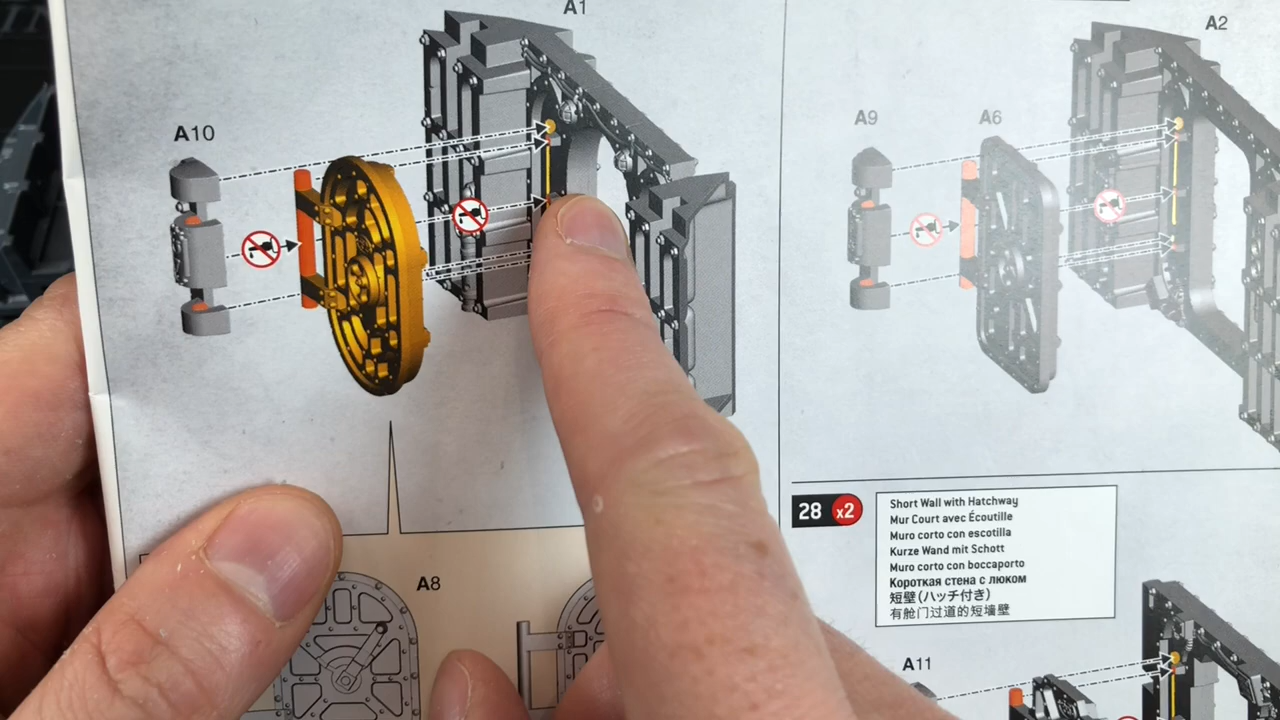 A1
A2
A10
A9
A6
28 x2
Short Wall with Hatchway
Mur Court avec Écoutille
Muro corto con escotilla
Kurze Wand mit Schott
Muro corto con boccaporto
Короткая стена с люком
短壁(ハッチ付き)
有舱门过道的短墙壁
A8
A11